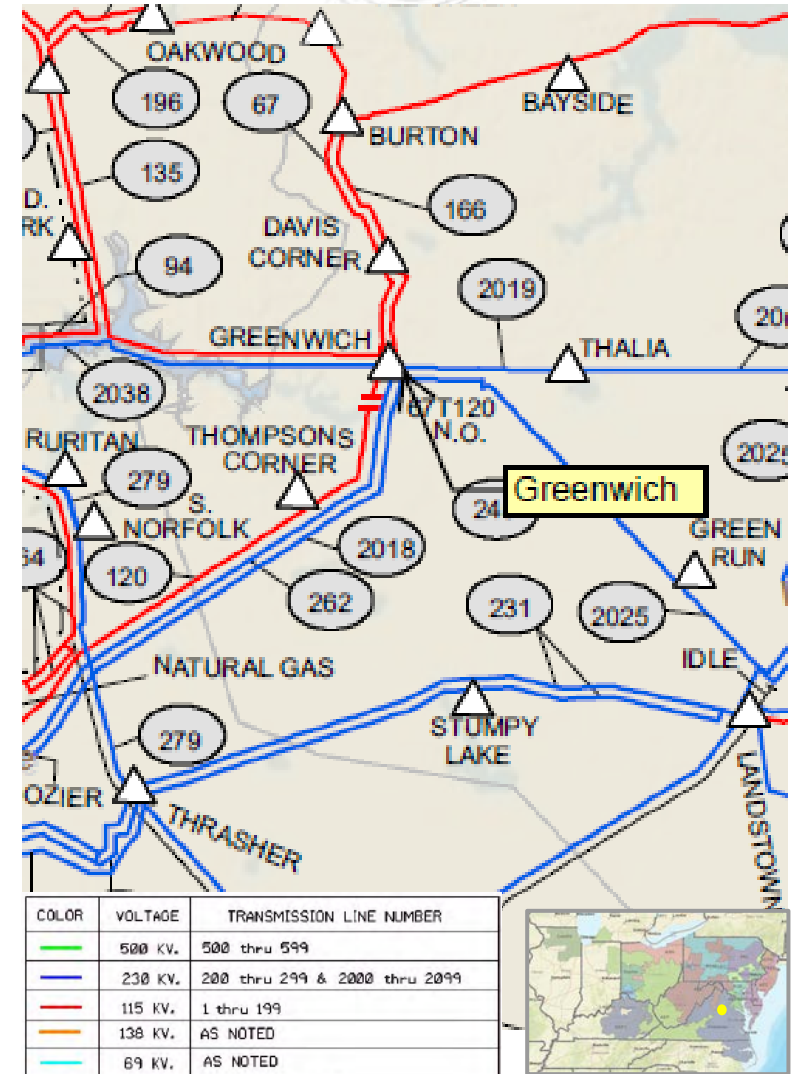 OAKWOOD
196
67
BAYSIDE
BURTON
135
D.
RK
166
DAVIS
CORNER
94
2019
GREENWICH
THALIA
2038
67T120
N.O.
RURITAN
THOMPSONS
CORNER
279
S.
NORFOLK
Greenwich
2018
GREEN
RUN
120
262
231
2025
IDLE
NATURAL GAS
STUMPY
LAKE
279
OZIER
THRASHER
LANDSTOWN
COLOR VOLTAGE TRANSMISSION LINE NUMBER
500 KV. 500 thru 599
230 KV. 200 thru 299 & 2000 thru 2099
115 KV. 1 thru 199
138 KV. AS NOTED
69 KV. AS NOTED